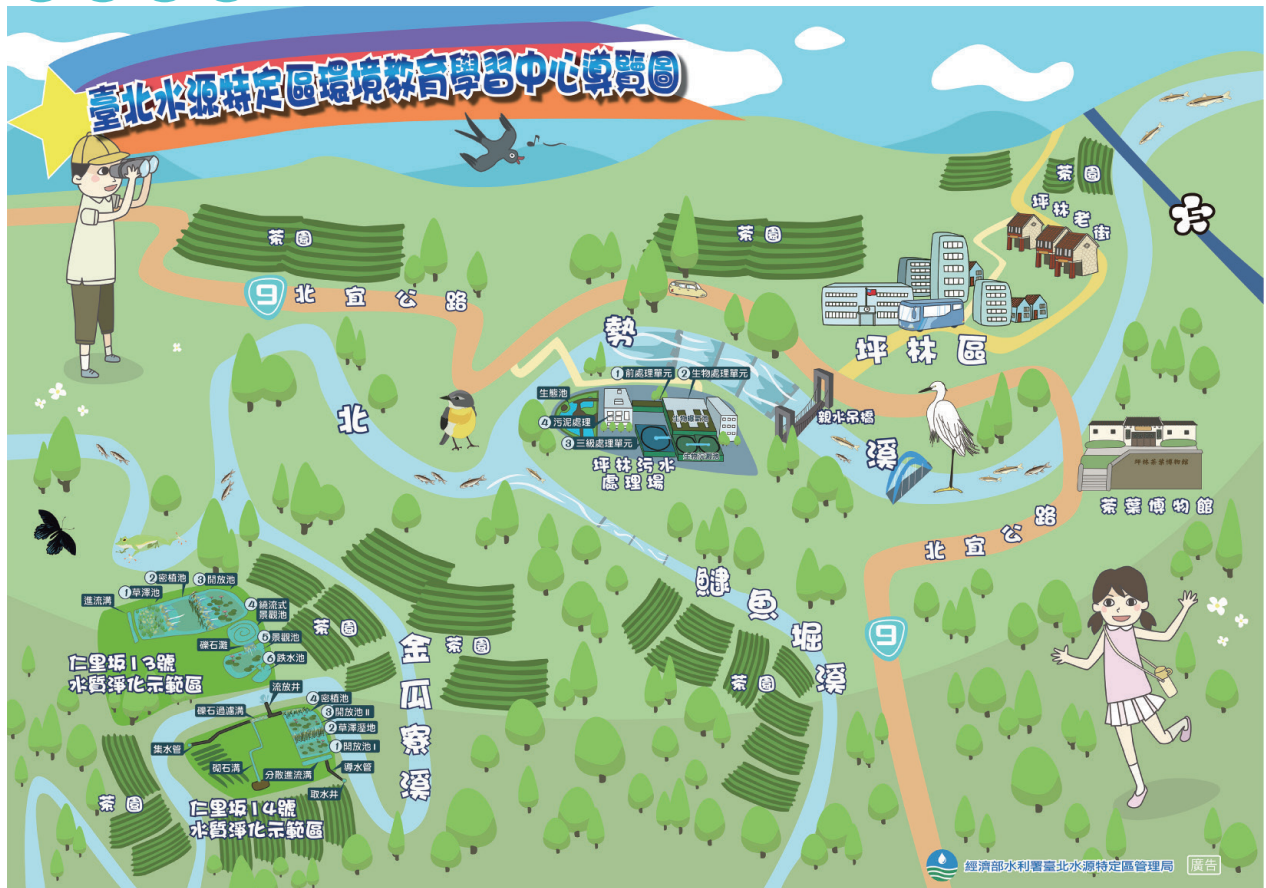 臺北水源特定區環境教育學習中心導覽圖
茶園
茶園
茶園
坪林老街
5
9
北宜公路
勢
坪林區
①前處理單元
②生物處理單元
生態池
④污泥處理
③三級處理單元
坪林污水
處理場
北
親水吊橋
溪
坪林茶葉博物館
茶葉博物館
北宜公路
9
②密植池
③開放池
①草澤池
進流溝
④繞流式
景觀池
礫石灘
⑤景觀池
⑥跌水池
仁里坂13號
水質淨化示範區
茶園
茶園
金瓜寮溪
𩼧魚堀溪
茶園
流放井
礫石過濾溝
④密植池
③開放池II
②草澤溼地
①開放池I
集水管
砌石溝
分散進流溝
導水管
取水井
茶園
仁里坂14號
水質淨化示範區
經濟部水利署臺北水源特定區管理局
廣告